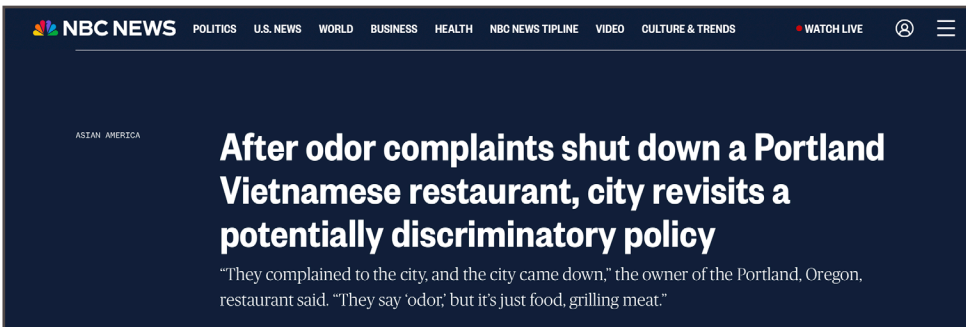 NBC NEWS POLITICS U.S. NEWS WORLD BUSINESS HEALTH NBC NEWS TIPLINE VIDEO CULTURE & TRENDS WATCH LIVE
ASIAN AMERICA
After odor complaints shut down a Portland
Vietnamese restaurant, city revisits a
potentially discriminatory policy
“They complained to the city, and the city came down,” the owner of the Portland, Oregon,
restaurant said. “They say ‘odor,’ but it’s just food, grilling meat.”